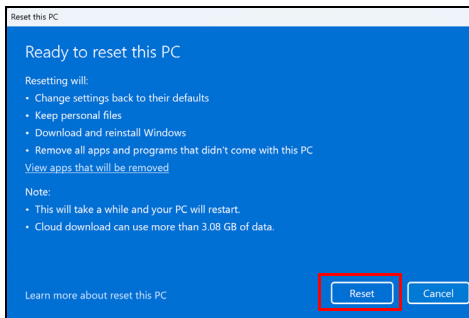 Reset this PC
Ready to reset this PC
Resetting will:
• Change settings back to their defaults
• Keep personal files
• Download and reinstall Windows
• Remove all apps and programs that didn't come with this PC
View apps that will be removed
Note:
• This will take a while and your PC will restart.
• Cloud download can use more than 3.08 GB of data.
Learn more about reset this PC
Reset
Cancel